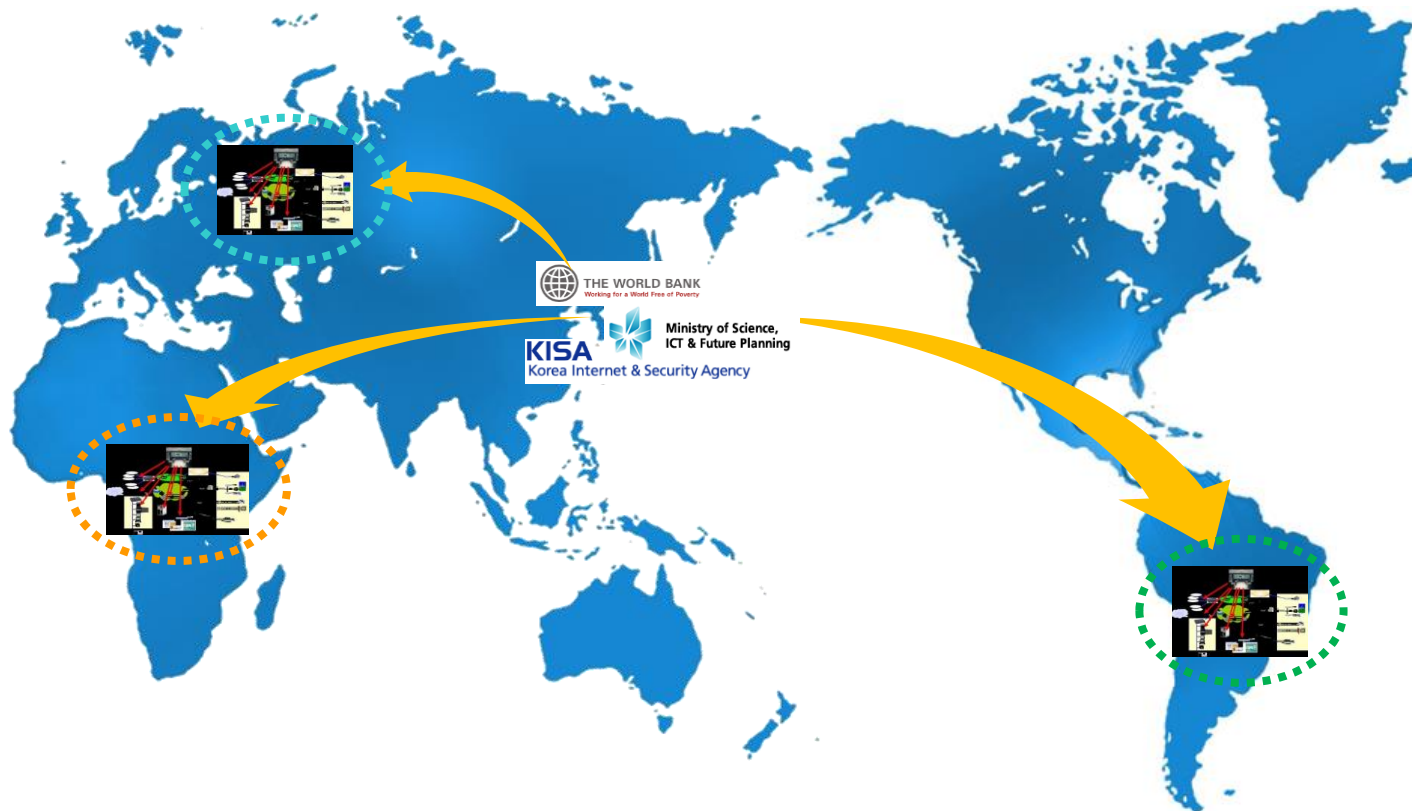 THE WORLD BANK
Working for a World Free of Poverty
Ministry of Science,
ICT & Future Planning
KISA
Korea Internet & Security Agency